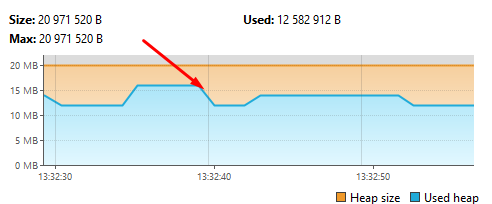 Size: 20 971 520 B Used: 12 582 912 B
Max: 20 971 520 B
20 MB
15 MB
10 MB
5 MB
0 MB
13:32:30 13:32:40 13:32:50
Heap size Used heap